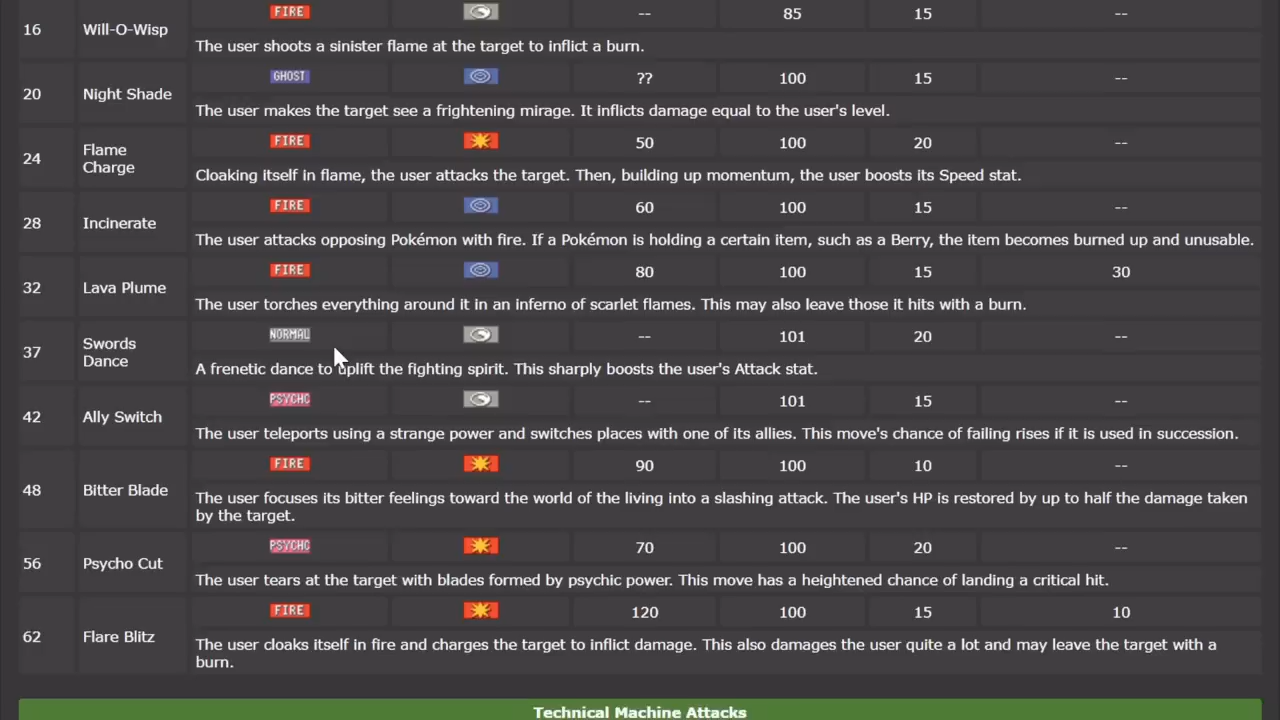 FIRE -- 85 15 --
16 Will-O-Wisp
The user shoots a sinister flame at the target to inflict a burn.
GHOST ?? 100 15 --
20 Night Shade
The user makes the target see a frightening mirage. It inflicts damage equal to the user's level.
FIRE 50 100 20 --
24 Flame
Charge
Cloaking itself in flame, the user attacks the target. Then, building up momentum, the user boosts its Speed stat.
FIRE 60 100 15 --
28 Incinerate
The user attacks opposing Pokémon with fire. If a Pokémon is holding a certain item, such as a Berry, the item becomes burned up and unusable.
FIRE 80 100 15 30
32 Lava Plume
The user torches everything around it in an inferno of scarlet flames. This may also leave those it hits with a burn.
NORMAL -- 101 20 --
37 Swords
Dance
A frenetic dance to uplift the fighting spirit. This sharply boosts the user's Attack stat.
PSYCHC -- 101 15 --
42 Ally Switch
The user teleports using a strange power and switches places with one of its allies. This move's chance of failing rises if it is used in succession.
FIRE 90 100 10 --
48 Bitter Blade
The user focuses its bitter feelings toward the world of the living into a slashing attack. The user's HP is restored by up to half the damage taken
by the target.
PSYCHC 70 100 20 --
56 Psycho Cut
The user tears at the target with blades formed by psychic power. This move has a heightened chance of landing a critical hit.
FIRE 120 100 15 10
62 Flare Blitz
The user cloaks itself in fire and charges the target to inflict damage. This also damages the user quite a lot and may leave the target with a
burn.
Technical Machine Attacks